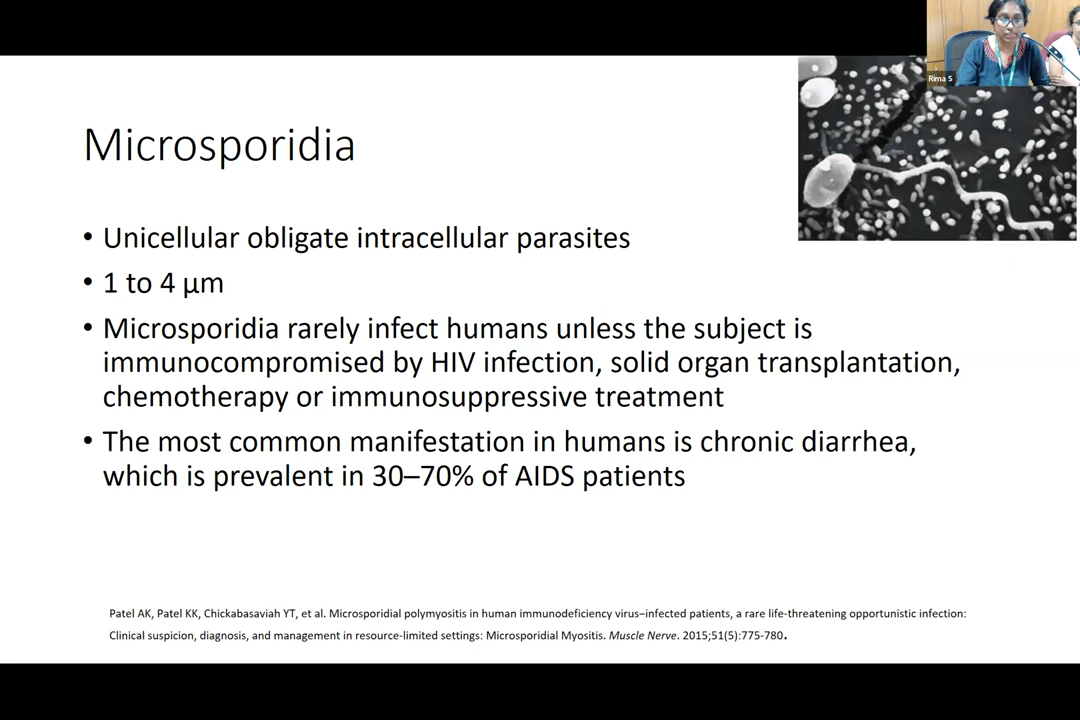 Rima S
Microsporidia
• Unicellular obligate intracellular parasites
• 1 to 4 µm
• Microsporidia rarely infect humans unless the subject is
immunocompromised by HIV infection, solid organ transplantation,
chemotherapy or immunosuppressive treatment
• The most common manifestation in humans is chronic diarrhea,
which is prevalent in 30–70% of AIDS patients
Patel AK, Patel KK, Chickabasaviah YT, et al. Microsporidial polymyositis in human immunodeficiency virus–infected patients, a rare life-threatening opportunistic infection:
Clinical suspicion, diagnosis, and management in resource-limited settings: Microsporidial Myositis. Muscle Nerve. 2015;51(5):775-780.